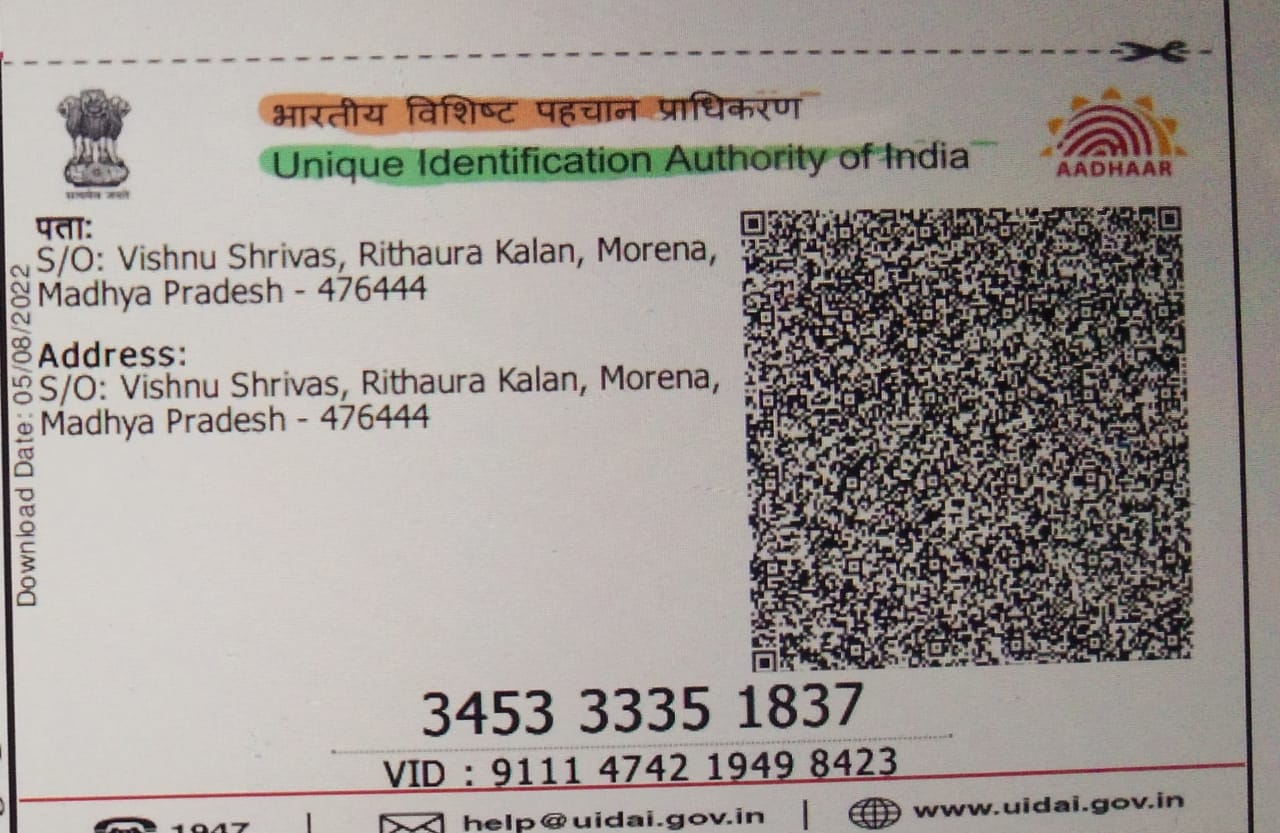 भारतीय विशिष्ट पहचान प्राधिकरण
Unique Identification Authority of India
AADHAAR
पता:
S/O: Vishnu Shrivas, Rithaura Kalan, Morena,
Madhya Pradesh - 476444
Address:
S/O: Vishnu Shrivas, Rithaura Kalan, Morena,
Madhya Pradesh - 476444
Download Date: 05/08/2022
3453 3335 1837
VID : 9111 4742 1949 8423
1947 | help@uidai.gov.in | www.uidai.gov.in